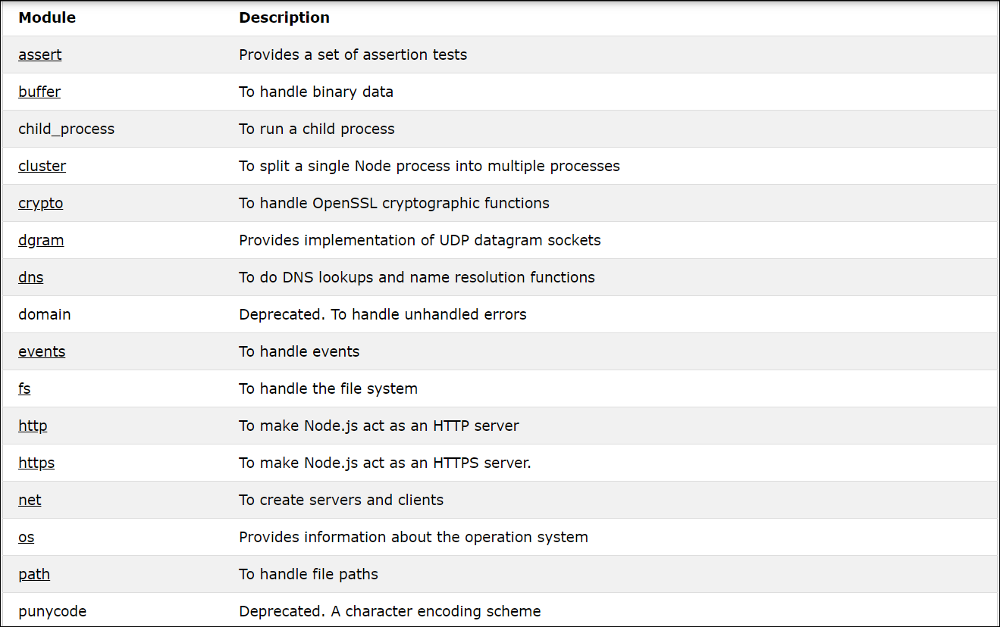 Module Description
assert Provides a set of assertion tests
buffer To handle binary data
child_process To run a child process
cluster To split a single Node process into multiple processes
crypto To handle OpenSSL cryptographic functions
dgram Provides implementation of UDP datagram sockets
dns To do DNS lookups and name resolution functions
domain Deprecated. To handle unhandled errors
events To handle events
fs To handle the file system
http To make Node.js act as an HTTP server
https To make Node.js act as an HTTPS server.
net To create servers and clients
os Provides information about the operation system
path To handle file paths
punycode Deprecated. A character encoding scheme